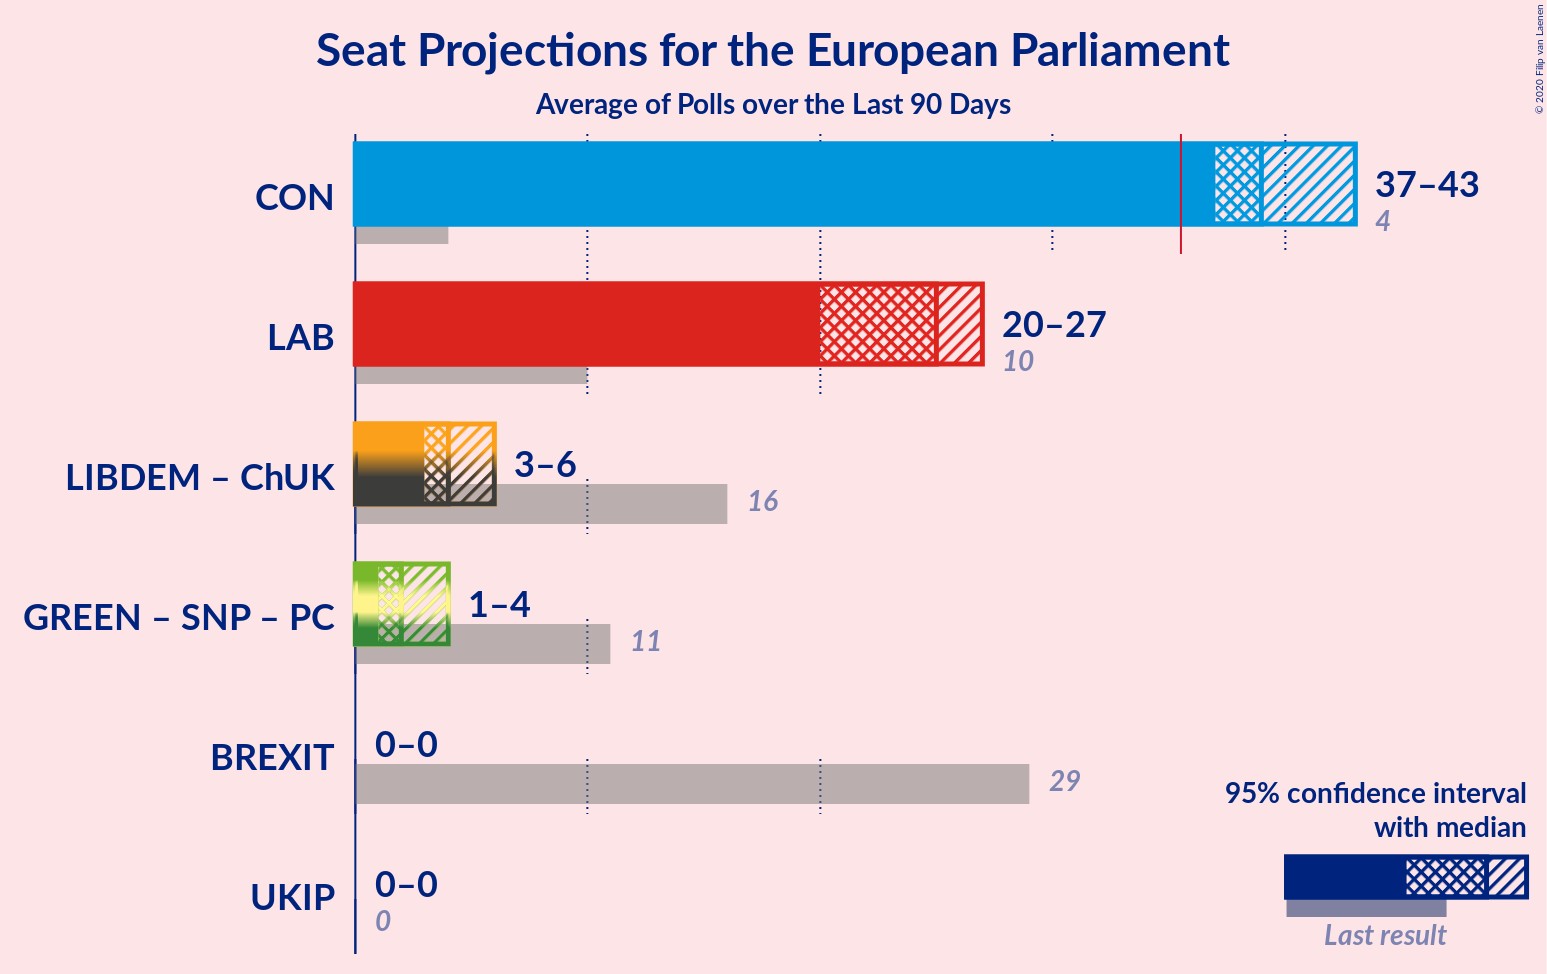 Seat Projections for the European Parliament
Average of Polls over the Last 90 Days
© 2020 Filip van Laenen
CON
37–43
4
LAB
20–27
10
LIBDEM – ChUK
3–6
16
GREEN – SNP – PC
1–4
11
BREXIT
0–0
29
UKIP
0–0
0
95% confidence interval
with median
Last result